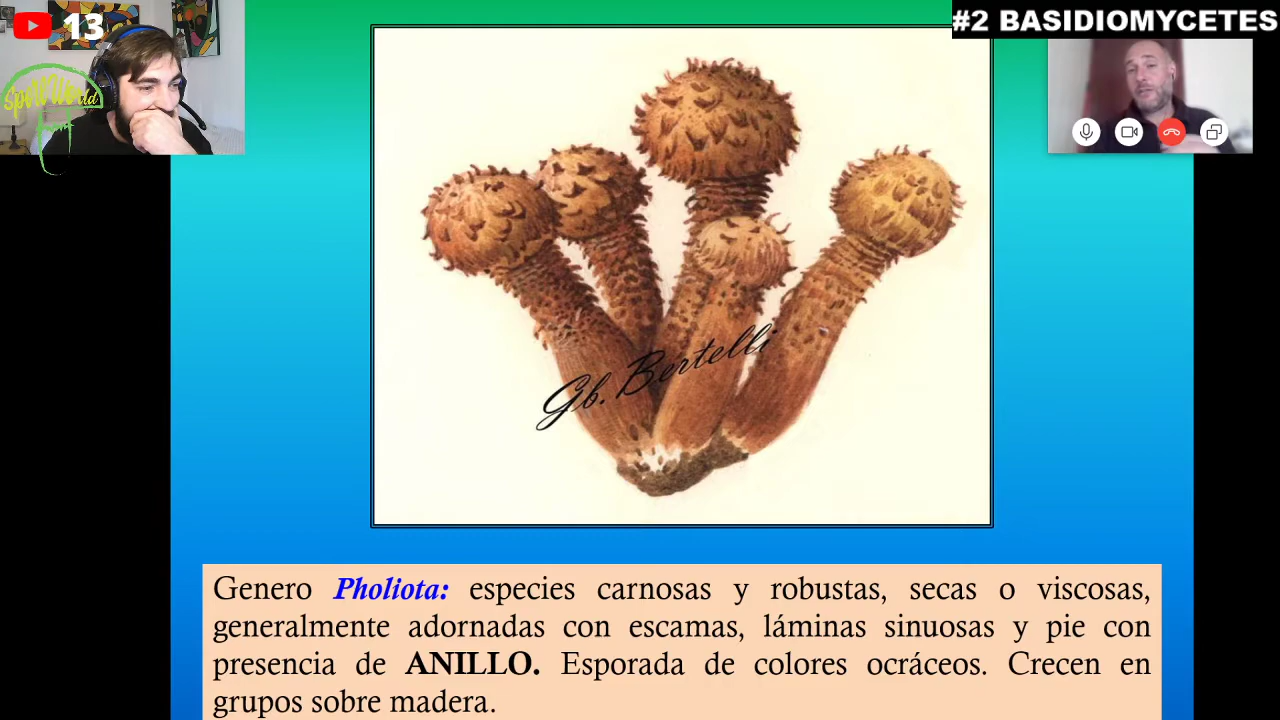 13
#2 BASIDIOMYCETES
SporeWorld
Gb. Bertelli
Genero Pholiota: especies carnosas y robustas, secas o viscosas,
generalmente adornadas con escamas, láminas sinuosas y pie con
presencia de ANILLO. Esporada de colores ocráceos. Crecen en
grupos sobre madera.